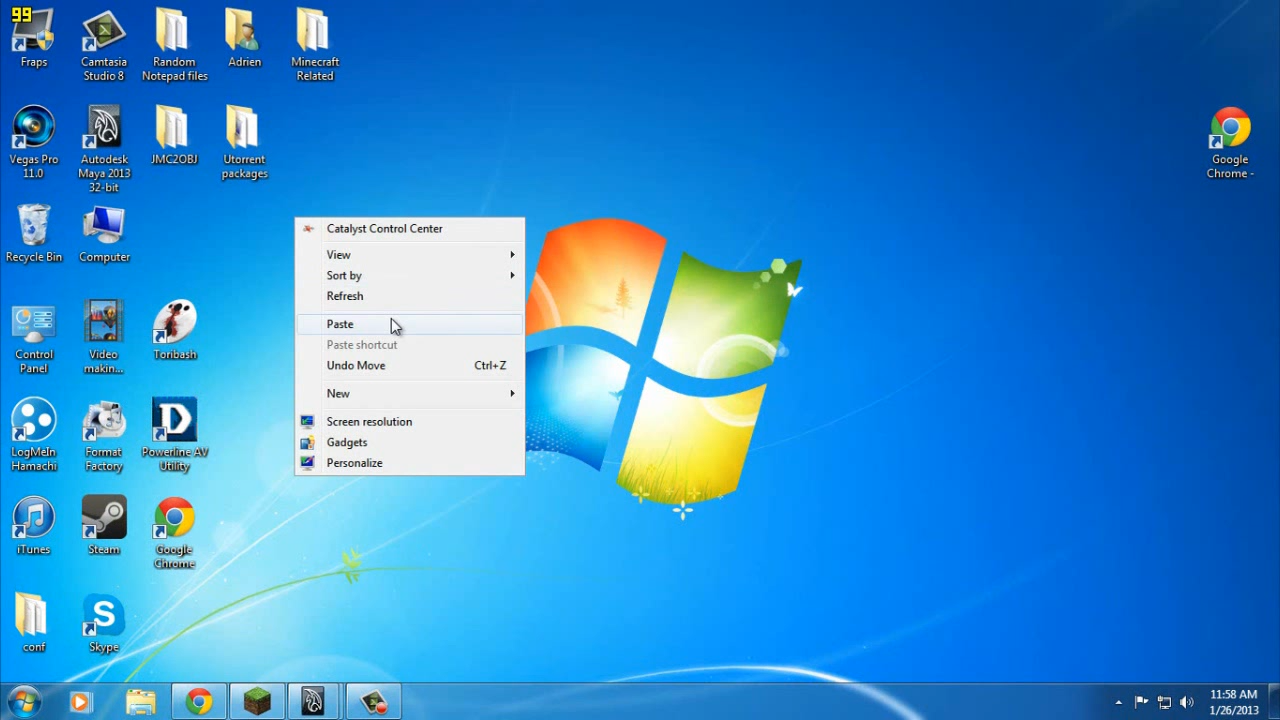 99
Fraps
Camtasia
Studio 8
Random
Notepad files
Adrien
Minecraft
Related
Vegas Pro
11.0
Autodesk
Maya 2013
32-bit
JMC2OBJ
Utorrent
packages
Google
Chrome -
Recycle Bin
Computer
Catalyst Control Center
View
Sort by
Refresh
Paste
Paste shortcut
Undo Move Ctrl+Z
New
Screen resolution
Gadgets
Personalize
Control
Panel
Video
makin...
Toribash
LogMeIn
Hamachi
Format
Factory
Powerline AV
Utility
iTunes
Steam
Google
Chrome
conf
S
Skype
11:58 AM
1/26/2013